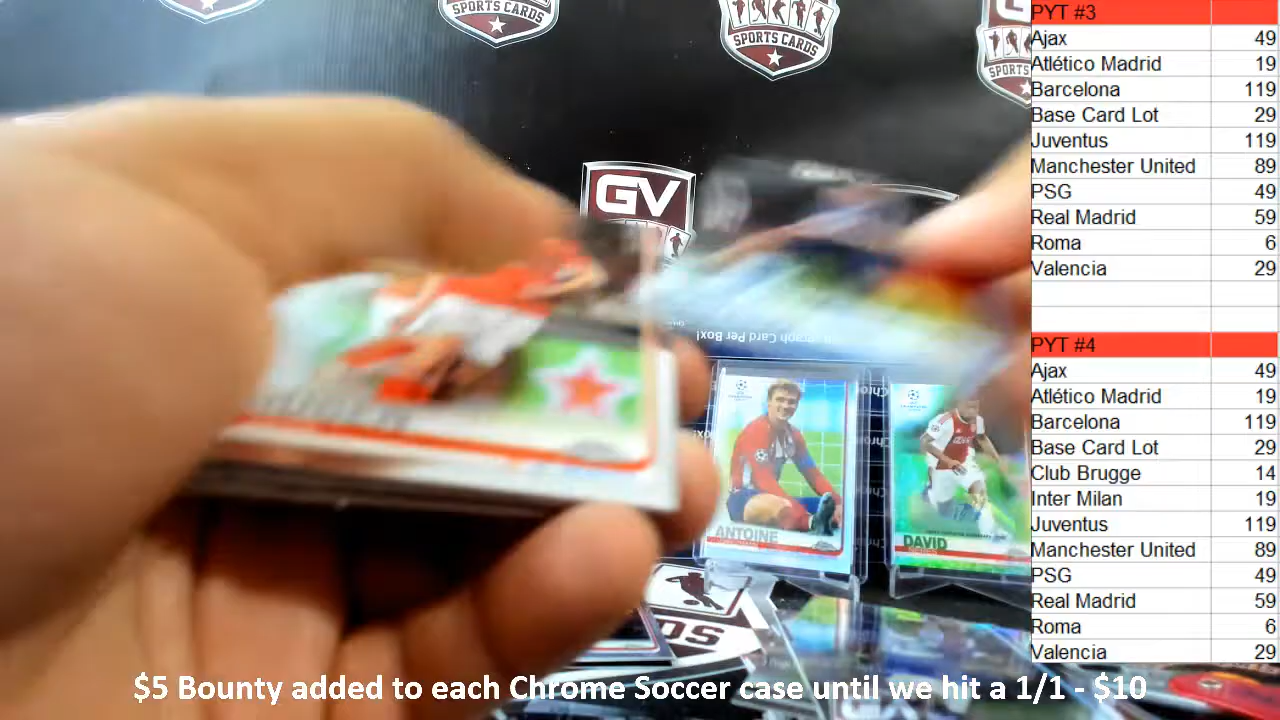 SPORTS CARDS
SPORTS CARDS
GV
Card Per Box!
ANTOINE
DAVID
PYT #3
Ajax 49
Atlético Madrid 19
Barcelona 119
Base Card Lot 29
Juventus 119
Manchester United 89
PSG 49
Real Madrid 59
Roma 6
Valencia 29
PYT #4
Ajax 49
Atlético Madrid 19
Barcelona 119
Base Card Lot 29
Club Brugge 14
Inter Milan 19
Juventus 119
Manchester United 89
PSG 49
Real Madrid 59
Roma 6
Valencia 29
$5 Bounty added to each Chrome Soccer case until we hit a 1/1 - $10